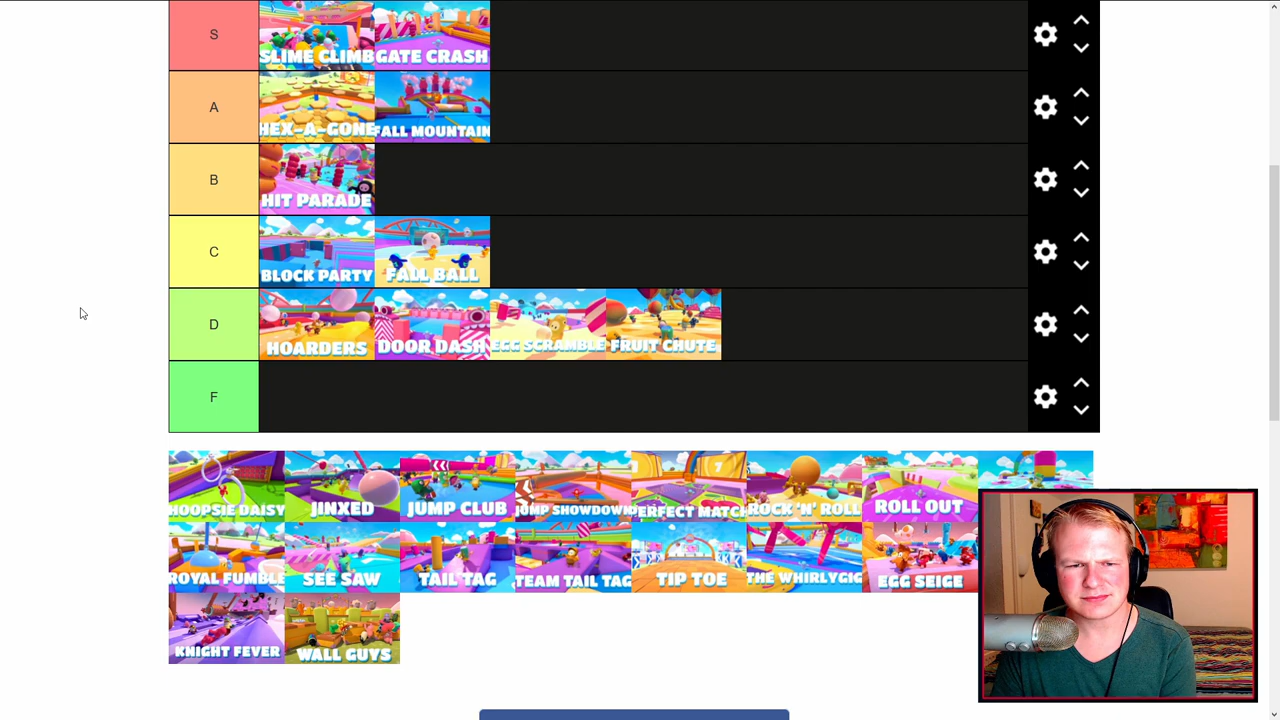 S
SLIME CLIMB
GATE CRASH
A
HEX-A-GONE
FALL MOUNTAIN
B
HIT PARADE
C
BLOCK PARTY
FALL BALL
D
HOARDERS
DOOR DASH
EGG SCRAMBLE
FRUIT CHUTE
F
HOOPSIE DAISY
JINXED
JUMP CLUB
JUMP SHOWDOWN
PERFECT MATCH
ROCK 'N' ROLL
ROLL OUT
ROYAL FUMBLE
SEE SAW
TAIL TAG
TEAM TAIL TAG
TIP TOE
THE WHIRLYGIG
EGG SEIGE
KNIGHT FEVER
WALL GUYS